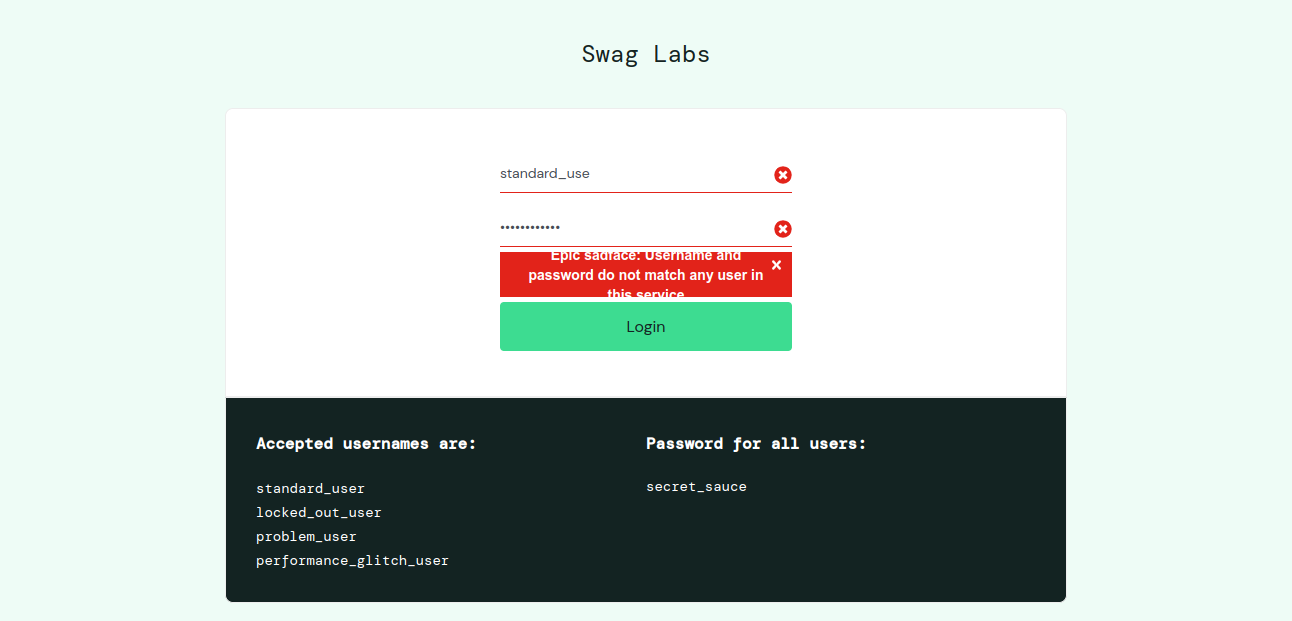 Swag Labs
standard_use
••••••••••••
Epic sadface: Username and
password do not match any user in
this service
Login
Accepted usernames are:
standard_user
locked_out_user
problem_user
performance_glitch_user
Password for all users:
secret_sauce